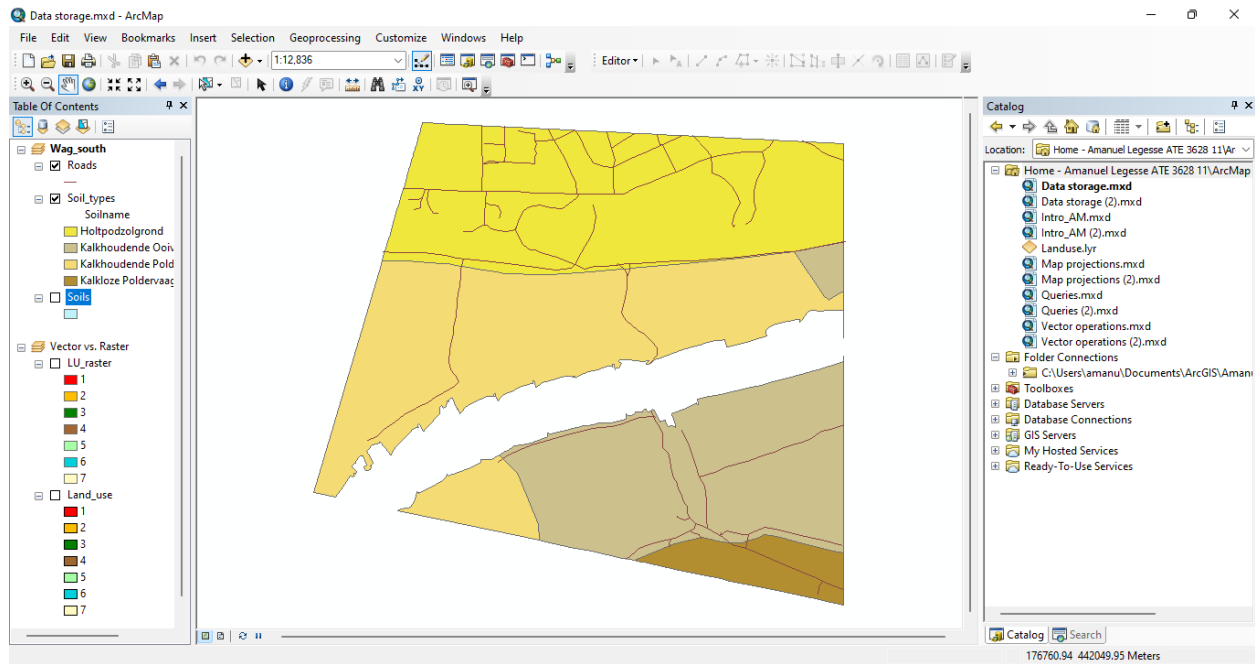 Data storage.mxd - ArcMap
File Edit View Bookmarks Insert Selection Geoprocessing Customize Windows Help
1:12,836
Editor
Table Of Contents
Wag_south
Roads
Soil_types
Soilname
Holtpodzolgrond
Kalkhoudende Ooiv
Kalkhoudende Pold
Kalkloze Poldervaag
Soils
Vector vs. Raster
LU_raster
1
2
3
4
5
6
7
Land_use
1
2
3
4
5
6
7
Catalog
Location: Home - Amanuel Legesse ATE 3628 11\Ar
Home - Amanuel Legesse ATE 3628 11\ArcMap
Data storage.mxd
Data storage (2).mxd
Intro_AM.mxd
Intro_AM (2).mxd
Landuse.lyr
Map projections.mxd
Map projections (2).mxd
Queries.mxd
Queries (2).mxd
Vector operations.mxd
Vector operations (2).mxd
Folder Connections
C:\Users\amanu\Documents\ArcGIS\Amanu
Toolboxes
Database Servers
Database Connections
GIS Servers
My Hosted Services
Ready-To-Use Services
Catalog Search
176760.94 442049.95 Meters